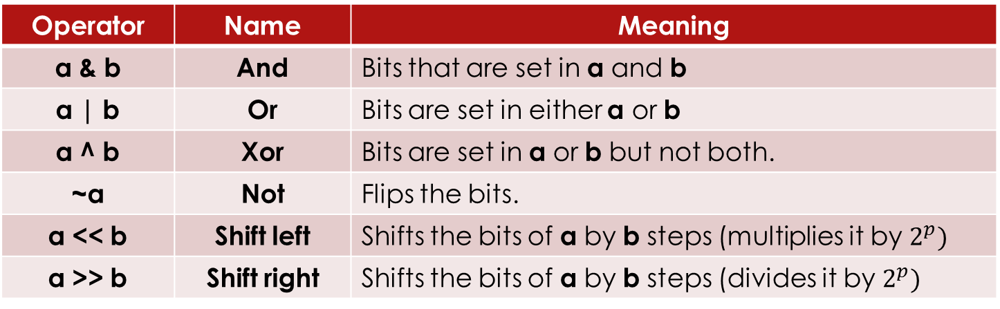 Operator Name Meaning
a & b And Bits that are set in a and b
a | b Or Bits are set in either a or b
a ^ b Xor Bits are set in a or b but not both.
~a Not Flips the bits.
a << b Shift left Shifts the bits of a by b steps (multiplies it by 2^p)
a >> b Shift right Shifts the bits of a by b steps (divides it by 2^p)